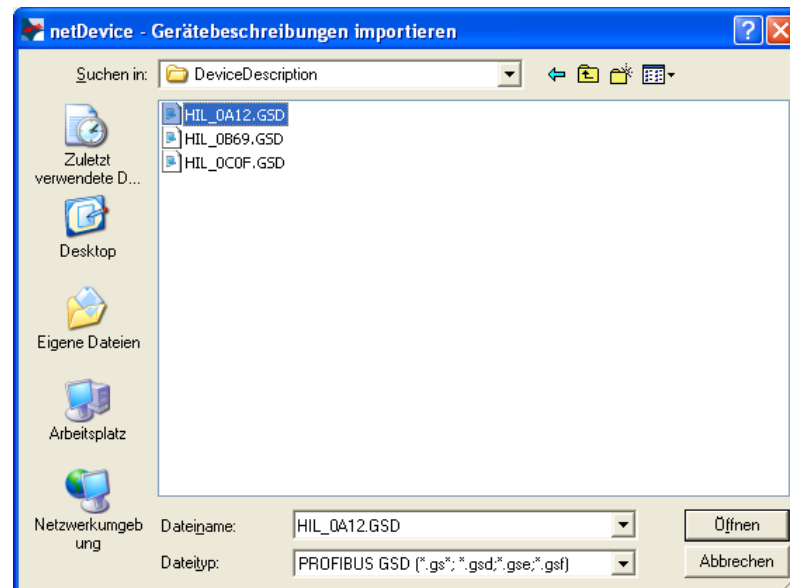 netDevice - Gerätebeschreibungen importieren
Suchen in: DeviceDescription
HIL_0A12.GSD
HIL_0B69.GSD
HIL_0C0F.GSD
Zuletzt
verwendete D...
Desktop
Eigene Dateien
Arbeitsplatz
Netzwerkumgeb
ung
Dateiname: HIL_0A12.GSD Öffnen
Dateityp: PROFIBUS GSD (*.gs*; *.gsd;*.gse;*.gsf) Abbrechen